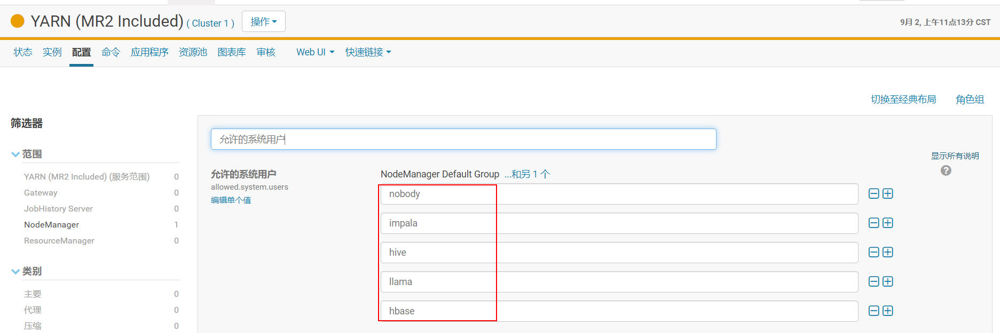 YARN (MR2 Included) ( Cluster 1 ) 操作
9月 2, 上午11点13分 CST
状态 实例 配置 命令 应用程序 资源池 图表库 审核 Web UI 快速链接
切换至经典布局 角色组
筛选器
范围
YARN (MR2 Included) (服务范围) 0
Gateway 0
JobHistory Server 0
NodeManager 1
ResourceManager 0
类别
主要 0
代理 0
压缩 0
允许的系统用户
显示所有说明
允许的系统用户
allowed.system.users
编辑单个值
NodeManager Default Group ...和另 1 个
nobody
impala
hive
llama
hbase